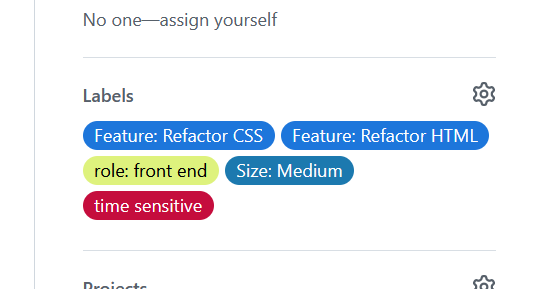 No one—assign yourself
Labels
Feature: Refactor CSS Feature: Refactor HTML
role: front end Size: Medium
time sensitive
Projects